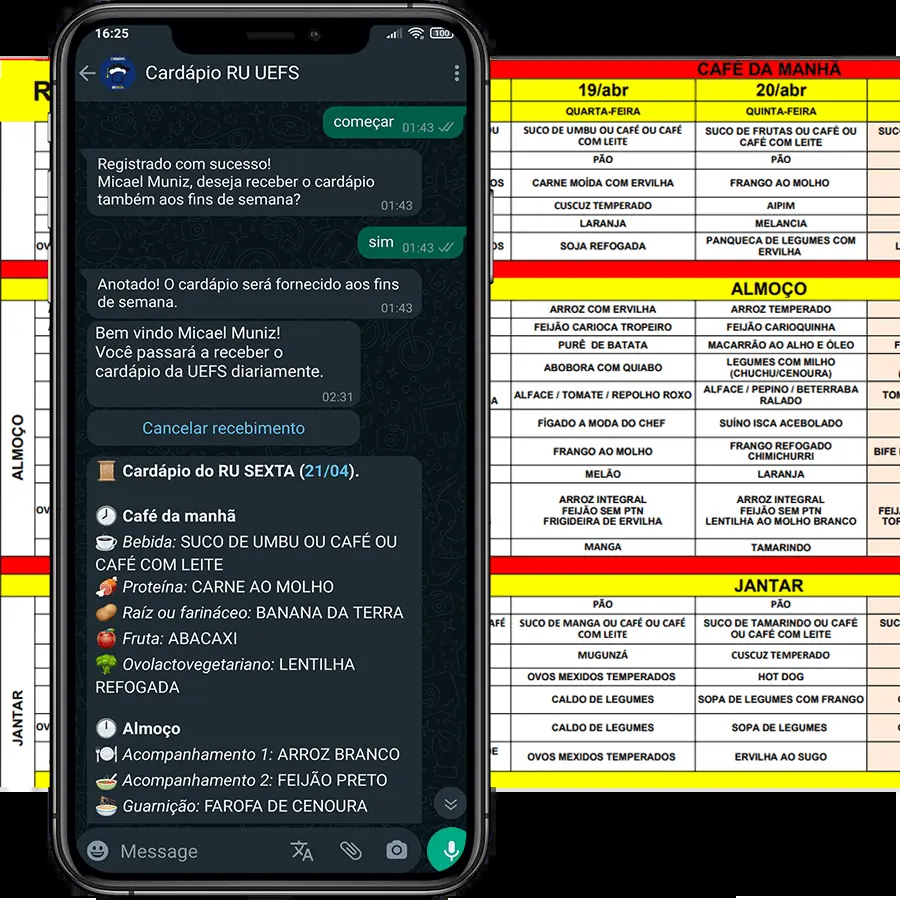 16:25
100
Cardápio RU UEFS
começar 01:43
Registrado com sucesso!
Micael Muniz, deseja receber o cardápio
também aos fins de semana?
01:43
sim 01:43
Anotado! O cardápio será fornecido aos fins
de semana.
01:43
Bem vindo Micael Muniz!
Você passará a receber o
cardápio da UEFS diariamente.
02:31
Cancelar recebimento
Cardápio do RU SEXTA (21/04).
Café da manhã
Bebida: SUCO DE UMBU OU CAFÉ OU
CAFÉ COM LEITE
Proteína: CARNE AO MOLHO
Raíz ou farináceo: BANANA DA TERRA
Fruta: ABACAXI
Ovolactovegetariano: LENTILHA
REFOGADA
Almoço
Acompanhamento 1: ARROZ BRANCO
Acompanhamento 2: FEIJÃO PRETO
Guarnição: FAROFA DE CENOURA
Message
R
ALMOÇO
JANTAR
CAFÉ DA MANHÃ
19/abr 20/abr
QUARTA-FEIRA QUINTA-FEIRA
SUCO DE UMBU OU CAFÉ OU CAFÉ
COM LEITE
SUCO DE FRUTAS OU CAFÉ OU
CAFÉ COM LEITE
PÃO PÃO
CARNE MOÍDA COM ERVILHA FRANGO AO MOLHO
CUSCUZ TEMPERADO AIPIM
LARANJA MELANCIA
SOJA REFOGADA
PANQUECA DE LEGUMES COM
ERVILHA
ALMOÇO
ARROZ COM ERVILHA ARROZ TEMPERADO
FEIJÃO CARIOCA TROPEIRO FEIJÃO CARIOQUINHA
PURÊ DE BATATA MACARRÃO AO ALHO E ÓLEO
ABOBORA COM QUIABO
LEGUMES COM MILHO
(CHUCHU/CENOURA)
ALFACE / TOMATE / REPOLHO ROXO
ALFACE / PEPINO / BETERRABA
RALADO
FÍGADO A MODA DO CHEF SUÍNO ISCA ACEBOLADO
FRANGO AO MOLHO
FRANGO REFOGADO
CHIMICHURRI
BIFE
MELÃO LARANJA
ARROZ INTEGRAL
FEIJÃO SEM PTN
FRIGIDEIRA DE ERVILHA
ARROZ INTEGRAL
FEIJÃO SEM PTN
LENTILHA AO MOLHO BRANCO
MANGA TAMARINDO
JANTAR
PÃO PÃO
SUCO DE MANGA OU CAFÉ OU CAFÉ
COM LEITE
SUCO DE TAMARINDO OU CAFÉ
OU CAFÉ COM LEITE
MUGUNZÁ CUSCUZ TEMPERADO
OVOS MEXIDOS TEMPERADOS HOT DOG
CALDO DE LEGUMES SOPA DE LEGUMES COM FRANGO
CALDO DE LEGUMES SOPA DE LEGUMES
OVOS MEXIDOS TEMPERADOS ERVILHA AO SUGO